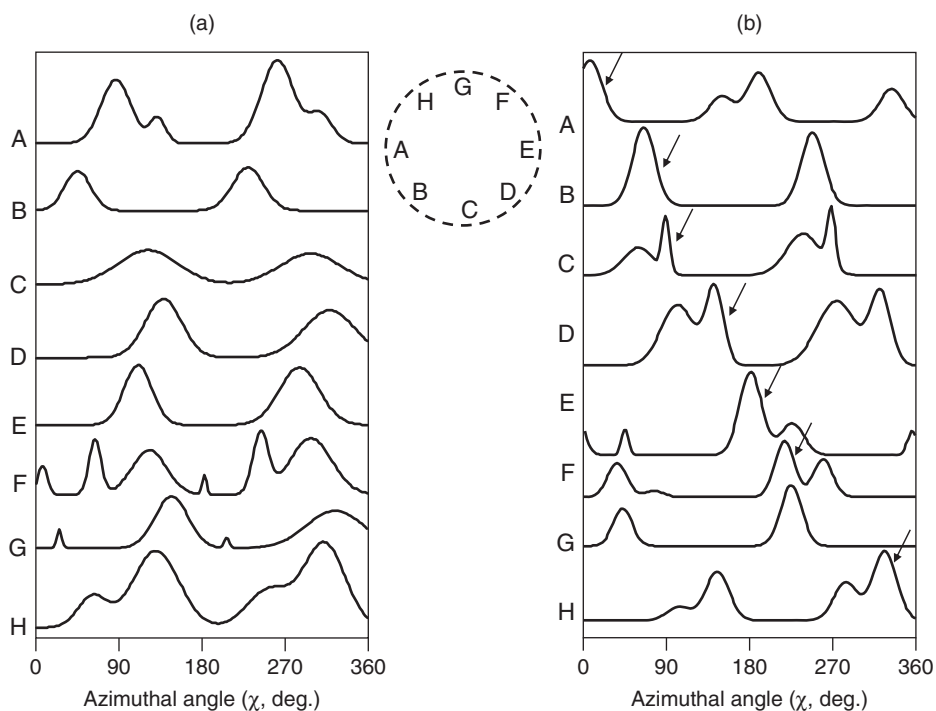 (a)
A
B
C
D
E
F
G
H
0 90 180 270 360
Azimuthal angle (χ, deg.)
G
H F
A E
B D
C
(b)
A
B
C
D
E
F
G
H
0 90 180 270 360
Azimuthal angle (χ, deg.)